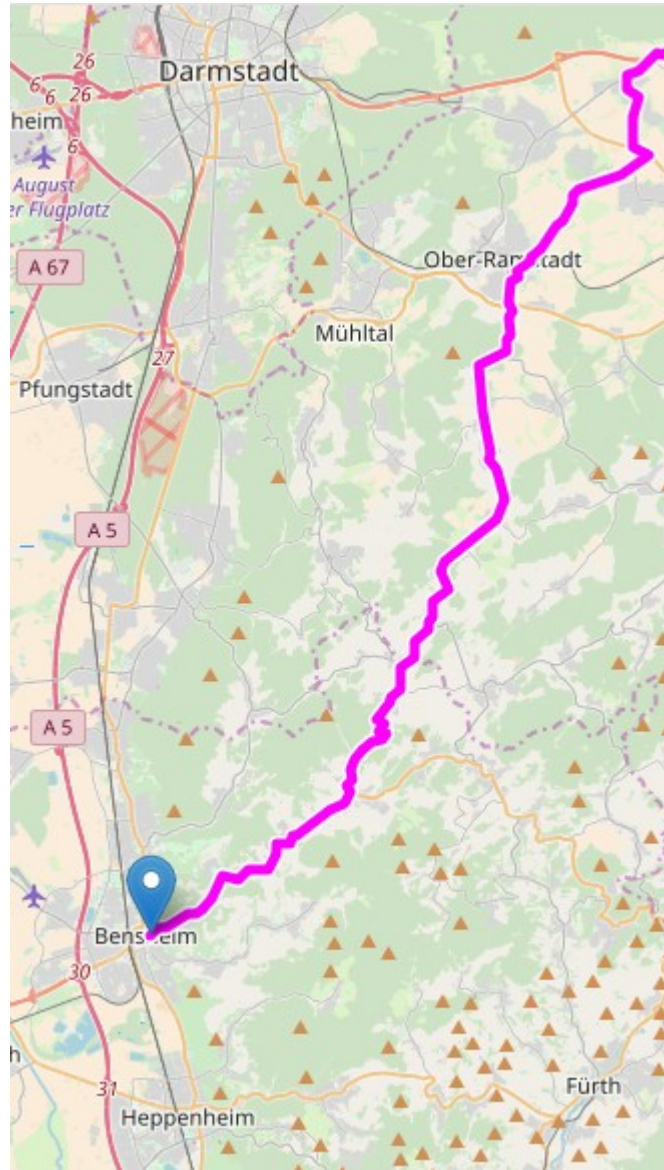 26
Darmstadt
6
26
6
heim
6
August
er Flugplatz
A 67
Ober-Ramstadt
Mühltal
27
Pfungstadt
A 5
A 5
Bensheim
30
h
31
Fürth
Heppenheim